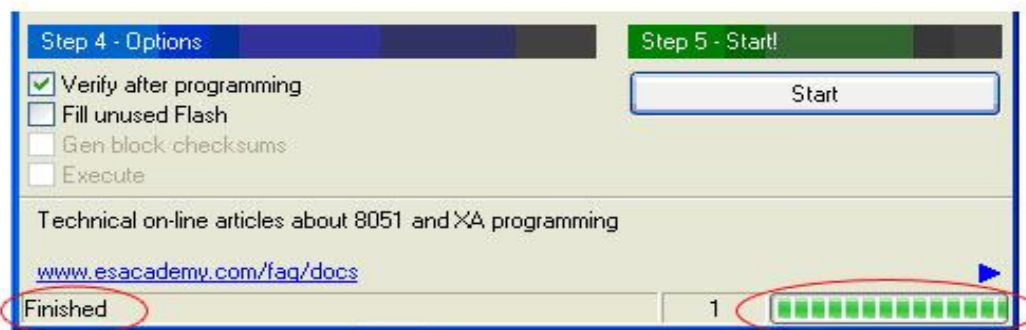 Step 4 - Options
Step 5 - Start!
Verify after programming
Start
Fill unused Flash
Gen block checksums
Execute
Technical on-line articles about 8051 and XA programming
www.esacademy.com/faq/docs
Finished 1